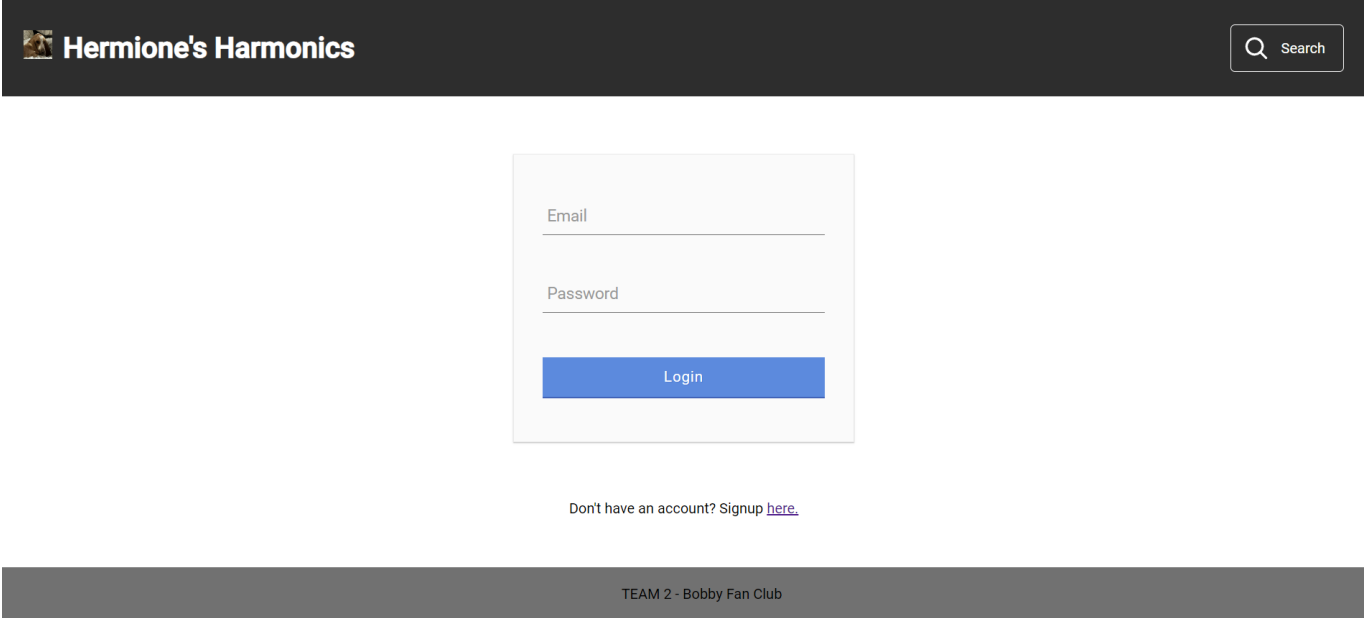 Hermione's Harmonics
Search
Email
Password
Login
Don't have an account? Signup here.
TEAM 2 - Bobby Fan Club